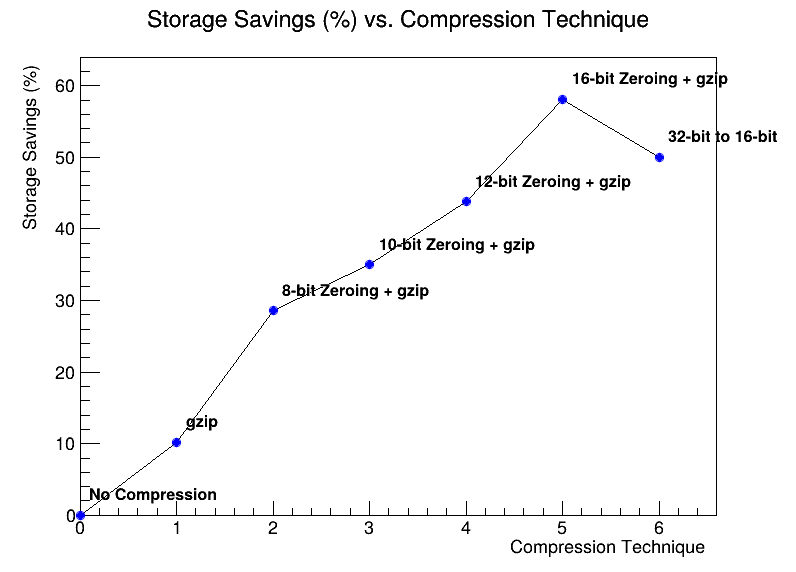 Storage Savings (%) vs. Compression Technique
Storage Savings (%)
60
50
40
30
20
10
0
16-bit Zeroing + gzip
32-bit to 16-bit
12-bit Zeroing + gzip
10-bit Zeroing + gzip
8-bit Zeroing + gzip
gzip
No Compression
0 1 2 3 4 5 6
Compression Technique